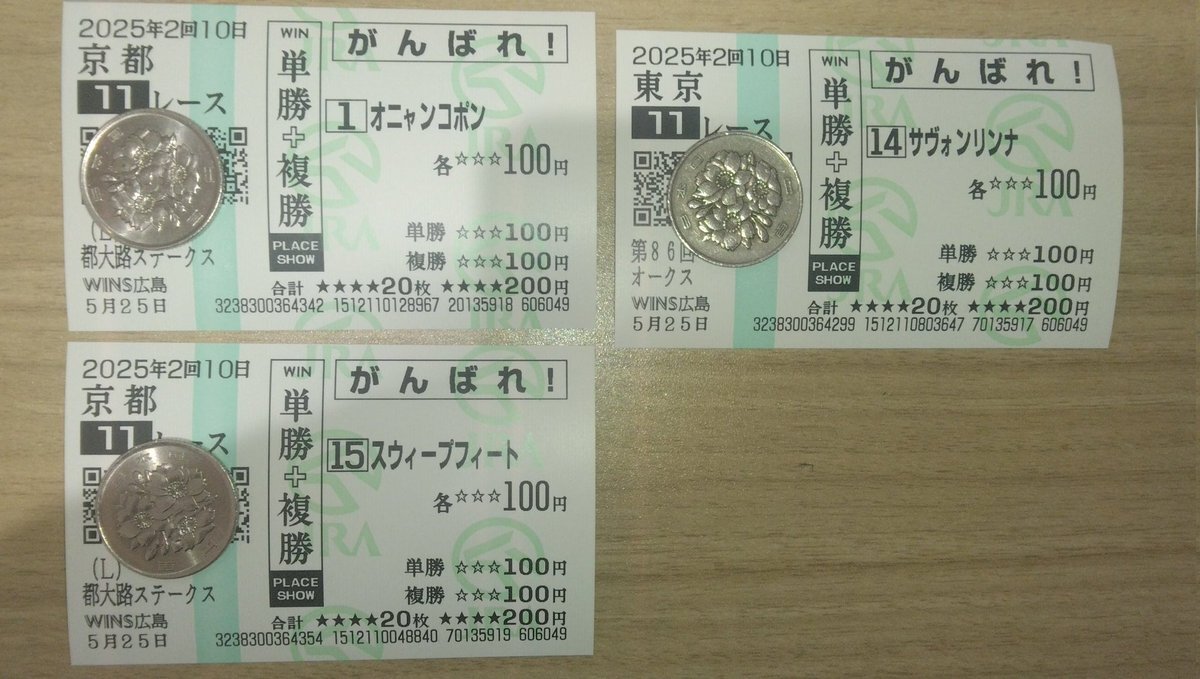 2025年2回10日
京都
11レース
(L)
都大路ステークス
WINS広島
5月25日
WIN
単勝+複勝
PLACE
SHOW
がんばれ!
1 オニャンコポン
各☆☆☆100円
単勝 ☆☆☆100円
複勝 ☆☆☆100円
合計 ★★★★20枚 ★★★★200円
3238300364342 1512110128967 20135918 606049
JRA
2025年2回10日
東京
11レース
第86回
オークス
WINS広島
5月25日
WIN
単勝+複勝
PLACE
SHOW
がんばれ!
14 サヴォンリンナ
各☆☆☆100円
単勝 ☆☆☆100円
複勝 ☆☆☆100円
合計 ★★★★20枚 ★★★★200円
3238300364299 1512110803647 70135917 606049
JRA
2025年2回10日
京都
11レース
(L)
都大路ステークス
WINS広島
5月25日
WIN
単勝+複勝
PLACE
SHOW
がんばれ!
15 スウィープフィート
各☆☆☆100円
単勝 ☆☆☆100円
複勝 ☆☆☆100円
合計 ★★★★20枚 ★★★★200円
3238300364354 1512110048840 70135919 606049
JRA